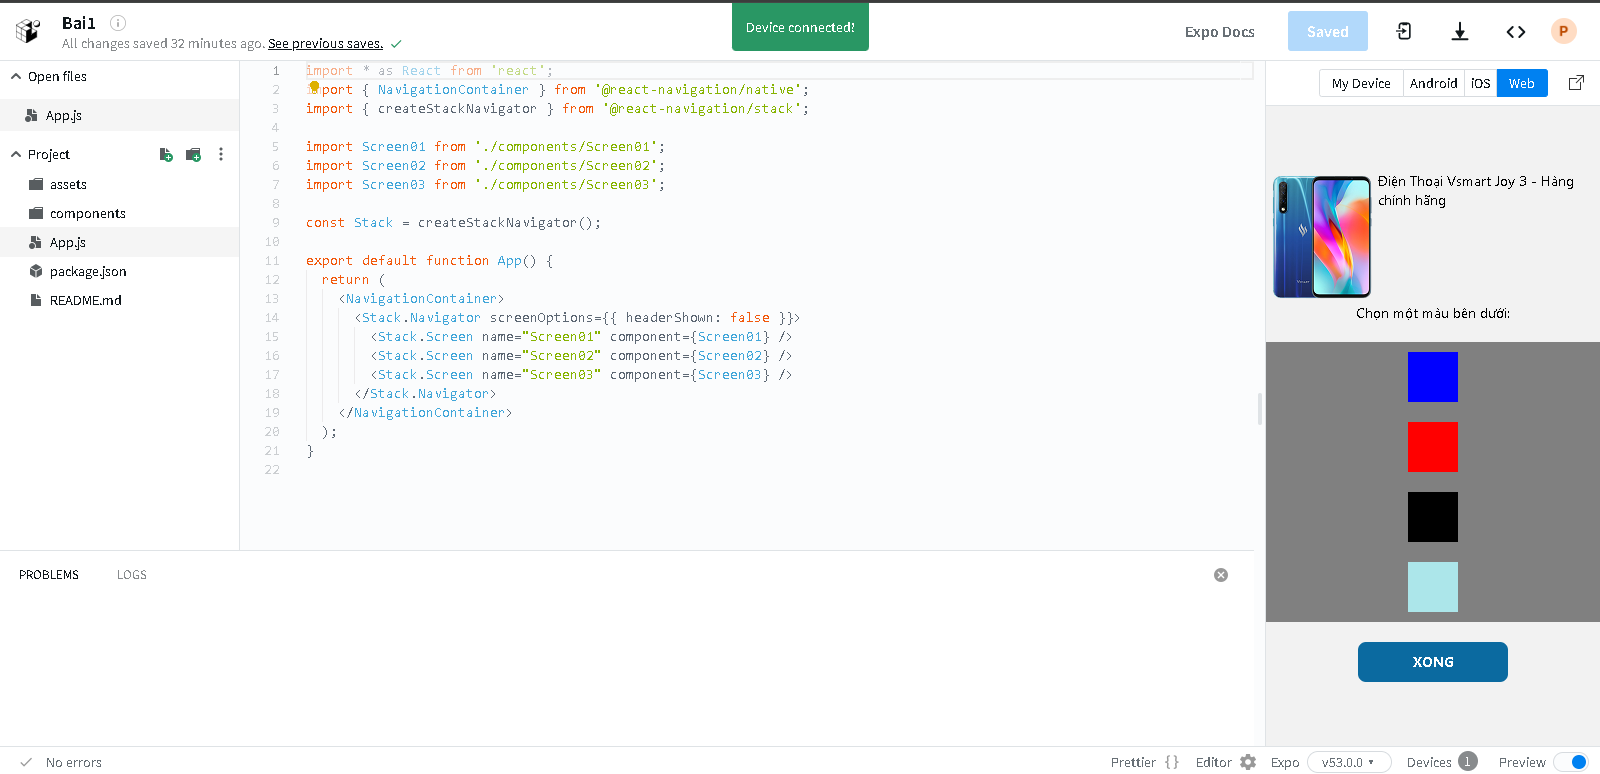 Bai1
All changes saved 32 minutes ago. See previous saves.
Device connected!
Expo Docs
Saved
P
Open files
App.js
Project
assets
components
App.js
package.json
README.md
1 import * as React from 'react';
2 import { NavigationContainer } from '@react-navigation/native';
3 import { createStackNavigator } from '@react-navigation/stack';
4
5 import Screen01 from './components/Screen01';
6 import Screen02 from './components/Screen02';
7 import Screen03 from './components/Screen03';
8
9 const Stack = createStackNavigator();
10
11 export default function App() {
12 return (
13 <NavigationContainer>
14 <Stack.Navigator screenOptions={{ headerShown: false }}>
15 <Stack.Screen name="Screen01" component={Screen01} />
16 <Stack.Screen name="Screen02" component={Screen02} />
17 <Stack.Screen name="Screen03" component={Screen03} />
18 </Stack.Navigator>
19 </NavigationContainer>
20 );
21 }
22
My Device Android iOS Web
Điện Thoại Vsmart Joy 3 - Hàng
chính hãng
Chọn một màu bên dưới:
XONG
PROBLEMS LOGS
No errors
Prettier {} Editor Expo v53.0.0 Devices 1 Preview